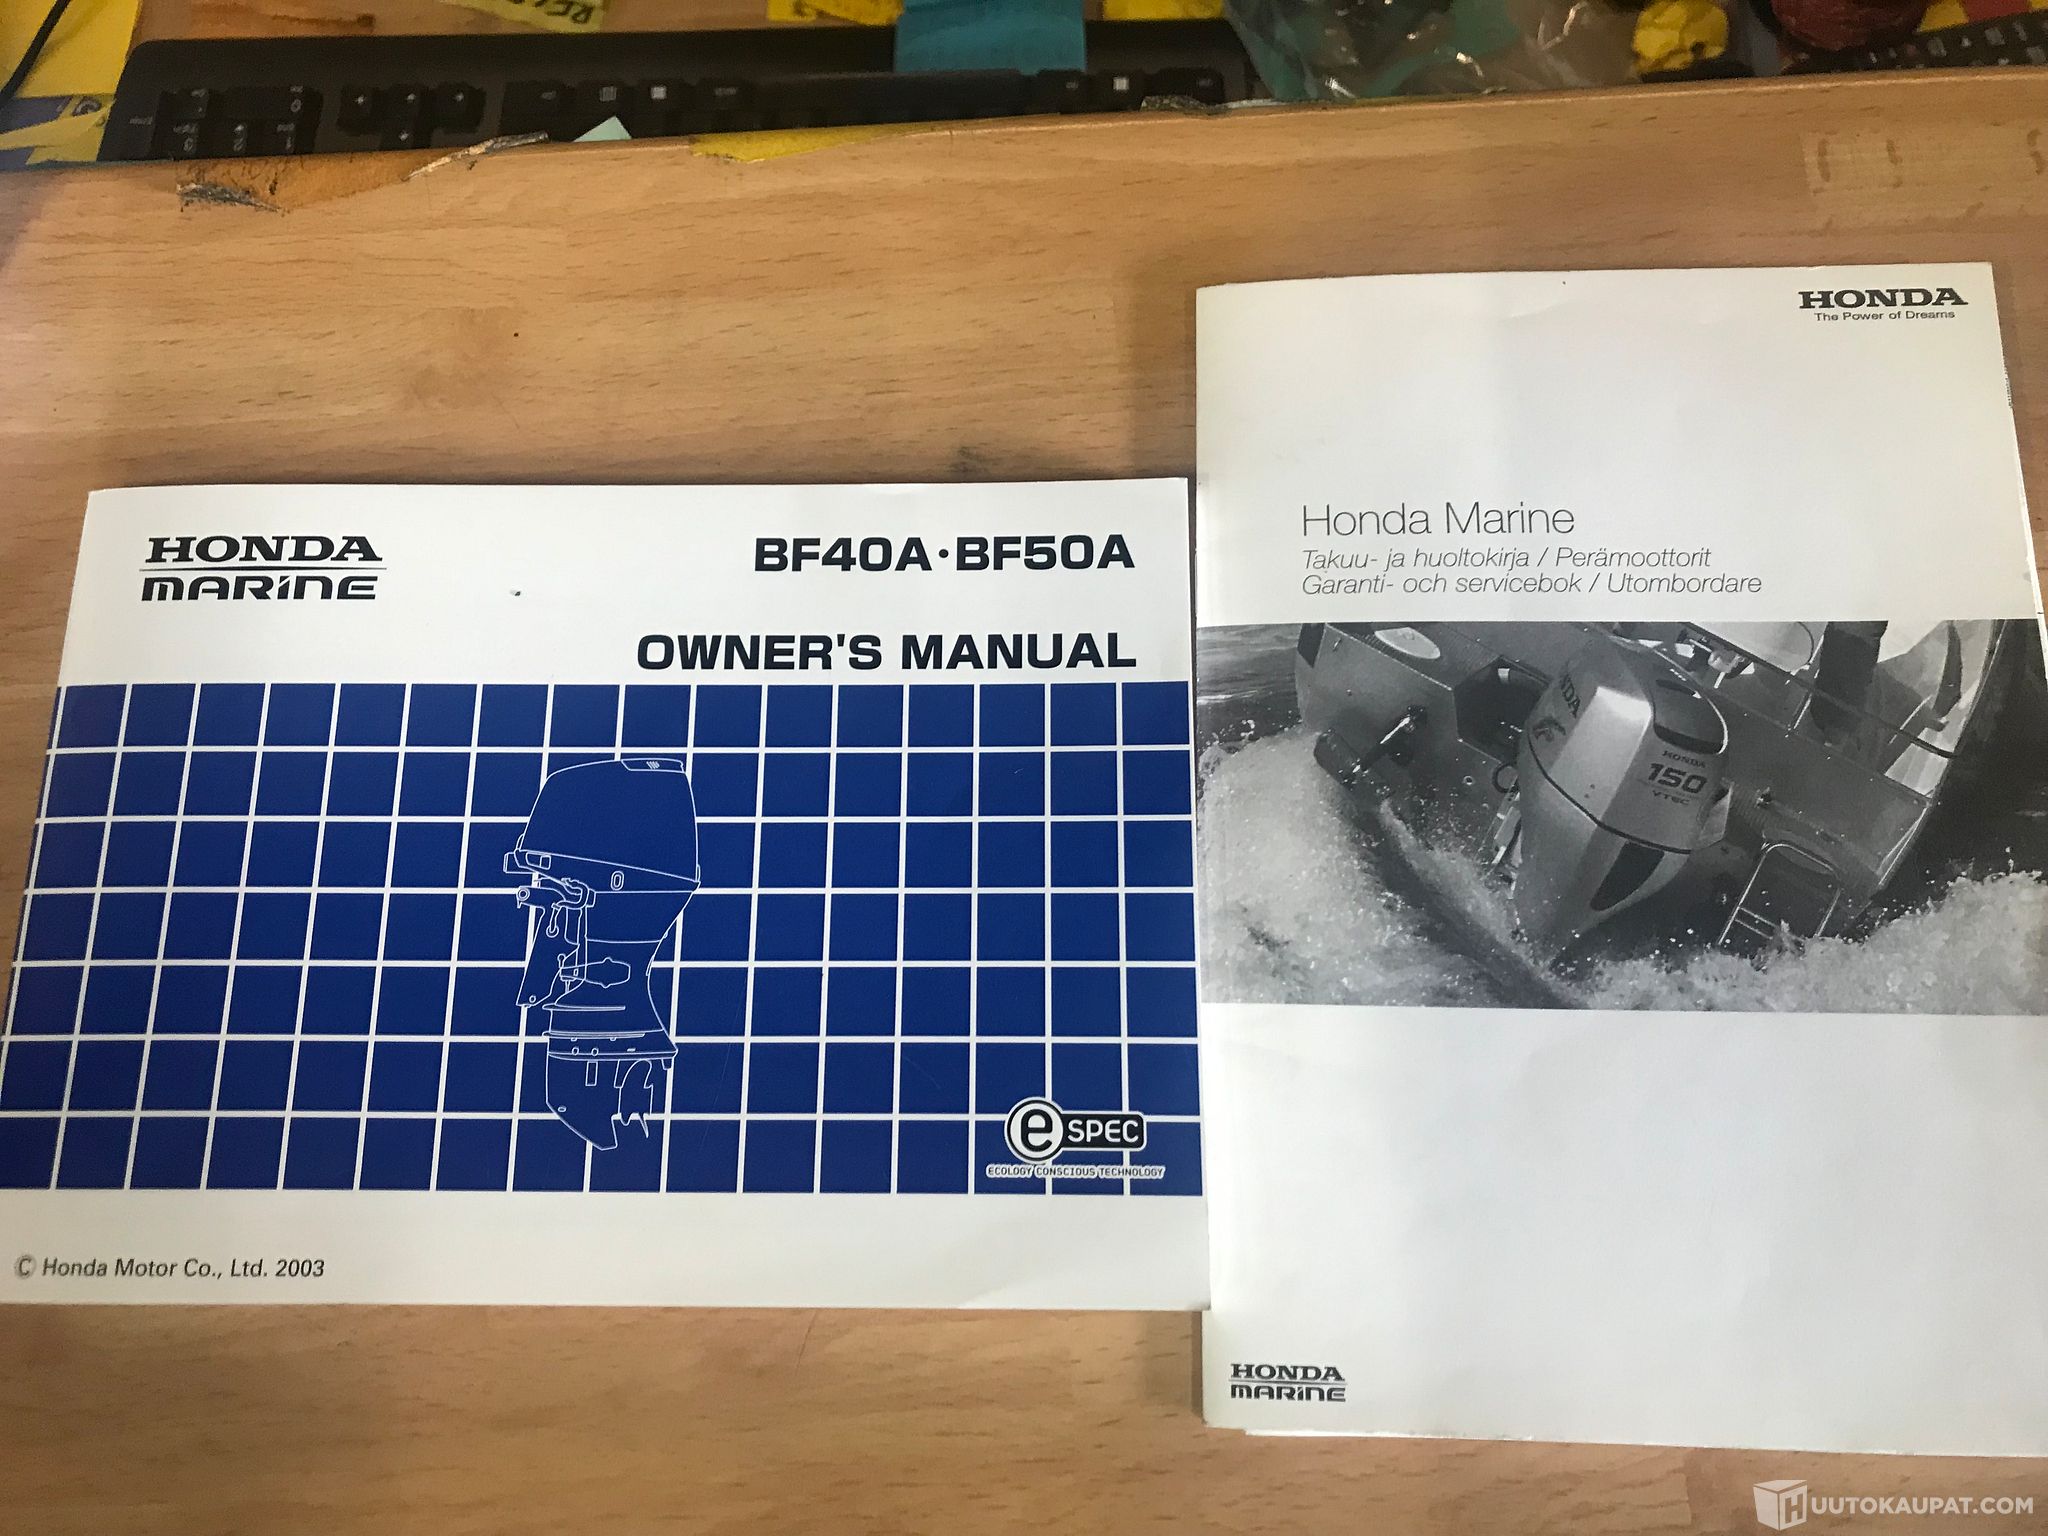 HONDA
MARINE
BF40A·BF50A
OWNER'S MANUAL
e SPEC
ECOLOGY CONSCIOUS TECHNOLOGY
© Honda Motor Co., Ltd. 2003
HONDA
The Power of Dreams
Honda Marine
Takuu- ja huoltokirja / Perämoottorit
Garanti- och servicebok / Utombordare
HONDA
150
VTEC
HONDA
MARINE
HUUTOKAUPAT.COM